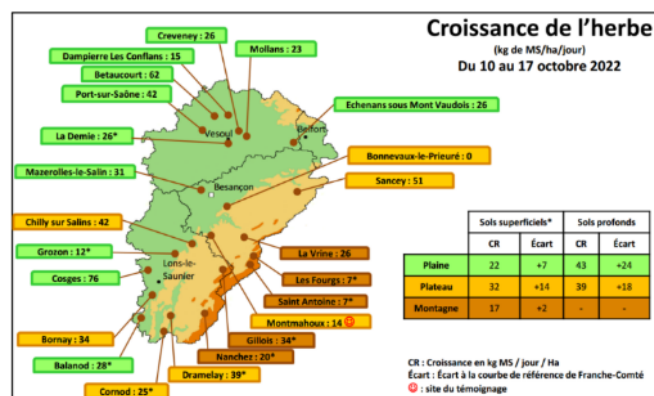 Croissance de l'herbe
(kg de MS/ha/jour)
Du 10 au 17 octobre 2022
Creveney : 26
Mollans : 23
Dampierre Les Conflans : 15
Betaucourt : 62
Port-sur-Saône : 42
Echenans sous Mont Vaudois : 26
La Demie : 26*
Vesoul
Belfort
Bonnevaux-le-Prieuré : 0
Mazerolles-le-Salin : 31
Besançon
Sancey : 51
Chilly sur Salins : 42
Grozon : 12*
La Vrine : 26
Lons-le-Saunier
Les Fourgs : 7*
Cosges : 76
Saint Antoine : 7*
Montmahoux : 14
Bornay : 34
Gillois : 34*
Balanod : 28*
Nanchez : 20*
Dramelay : 39*
Cornod : 25*
Sols superficiels* Sols profonds
CR +Écart CR Écart
Plaine 22 +7 43 +24
Plateau 32 +14 39 +18
Montagne 17 +2 - -
CR : Croissance en kg MS / jour / Ha
Écart : Écart à la courbe de référence de Franche-Comté
: site du témoignage